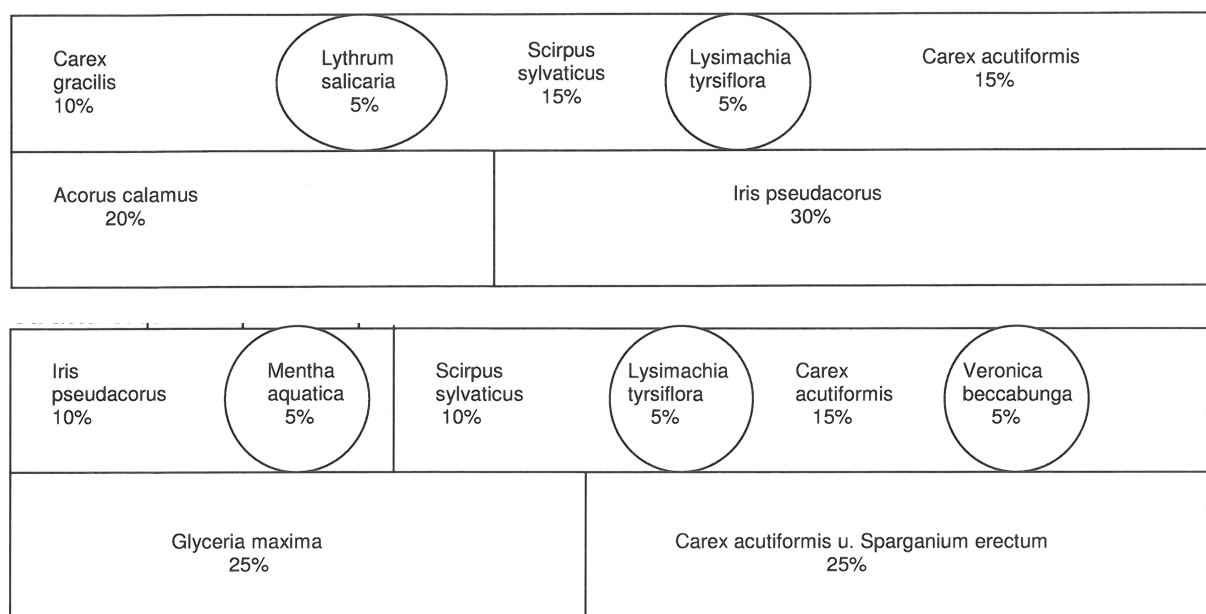 Carex
gracilis
10%
Lythrum
salicaria
5%
Scirpus
sylvaticus
15%
Lysimachia
tyrsiflora
5%
Carex acutiformis
15%
Acorus calamus
20%
Iris pseudacorus
30%
Iris
pseudacorus
10%
Mentha
aquatica
5%
Scirpus
sylvaticus
10%
Lysimachia
tyrsiflora
5%
Carex
acutiformis
15%
Veronica
beccabunga
5%
Glyceria maxima
25%
Carex acutiformis u. Sparganium erectum
25%